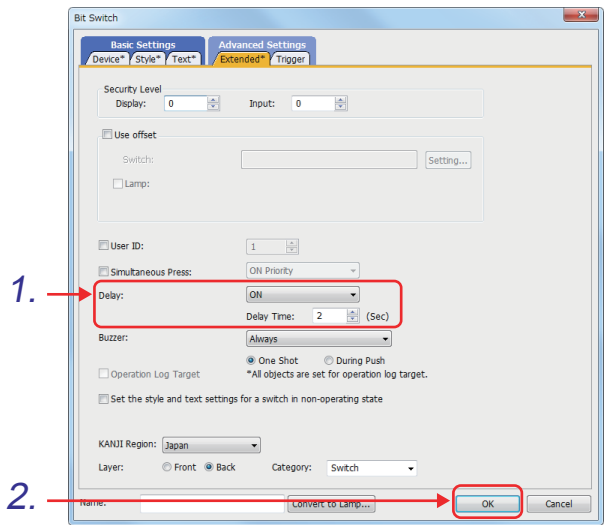 Bit Switch
Basic Settings Advanced Settings
Device* Style* Text* Extended* Trigger
Security Level
Display: 0 Input: 0
Use offset
Switch: Setting...
Lamp:
User ID: 1
Simultaneous Press: ON Priority
1. Delay: ON
Delay Time: 2 (Sec)
Buzzer: Always
One Shot During Push
Operation Log Target *All objects are set for operation log target.
Set the style and text settings for a switch in non-operating state
KANJI Region: Japan
Layer: Front Back Category: Switch
2. Name: Convert to Lamp... OK Cancel